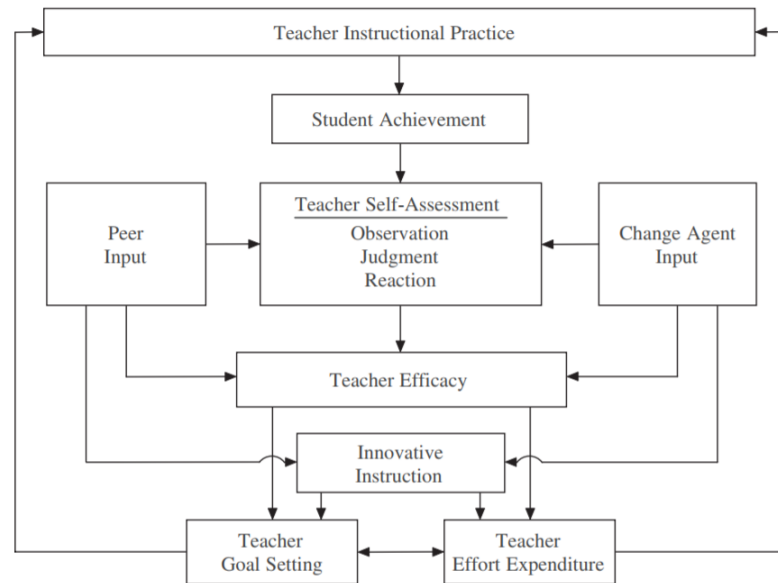 Teacher Instructional Practice
Student Achievement
Peer
Input
Teacher Self-Assessment
Observation
Judgment
Reaction
Change Agent
Input
Teacher Efficacy
Innovative
Instruction
Teacher
Goal Setting
Teacher
Effort Expenditure